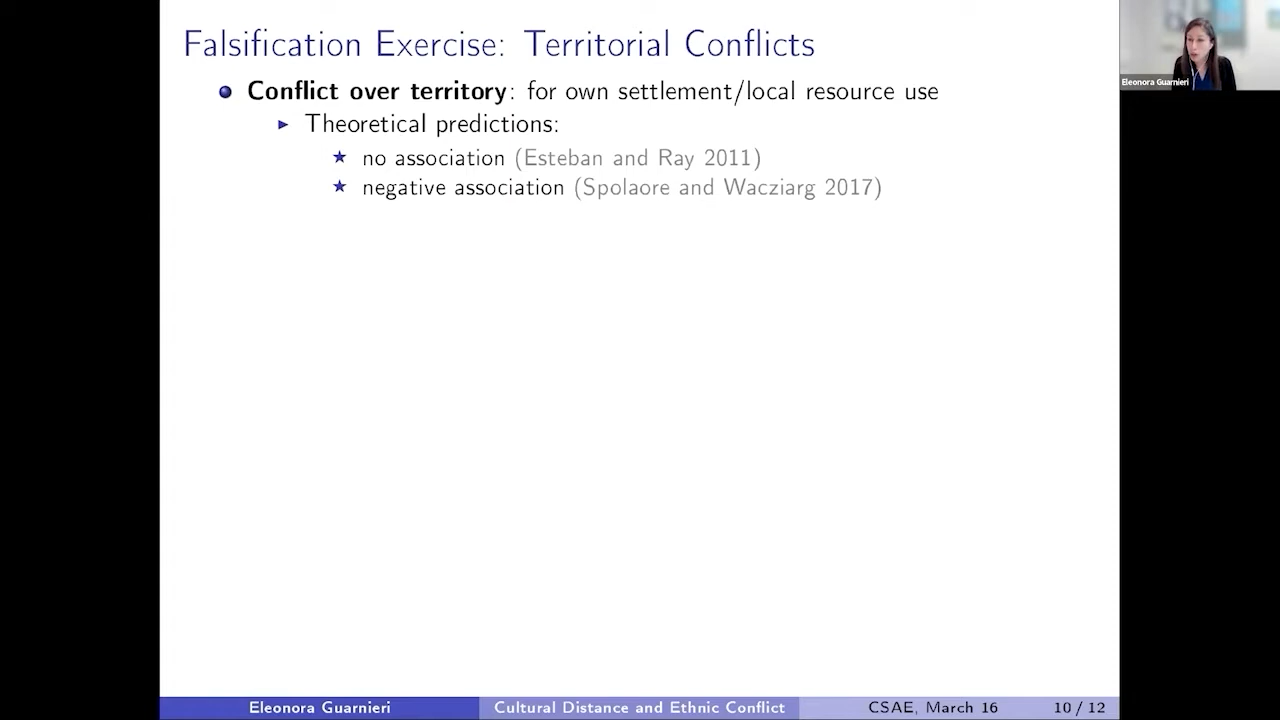 Falsification Exercise: Territorial Conflicts
Conflict over territory: for own settlement/local resource use
Theoretical predictions:
no association (Esteban and Ray 2011)
negative association (Spolaore and Wacziarg 2017)
Eleonora Guarnieri
Eleonora Guarnieri Cultural Distance and Ethnic Conflict CSAE, March 16 10 / 12